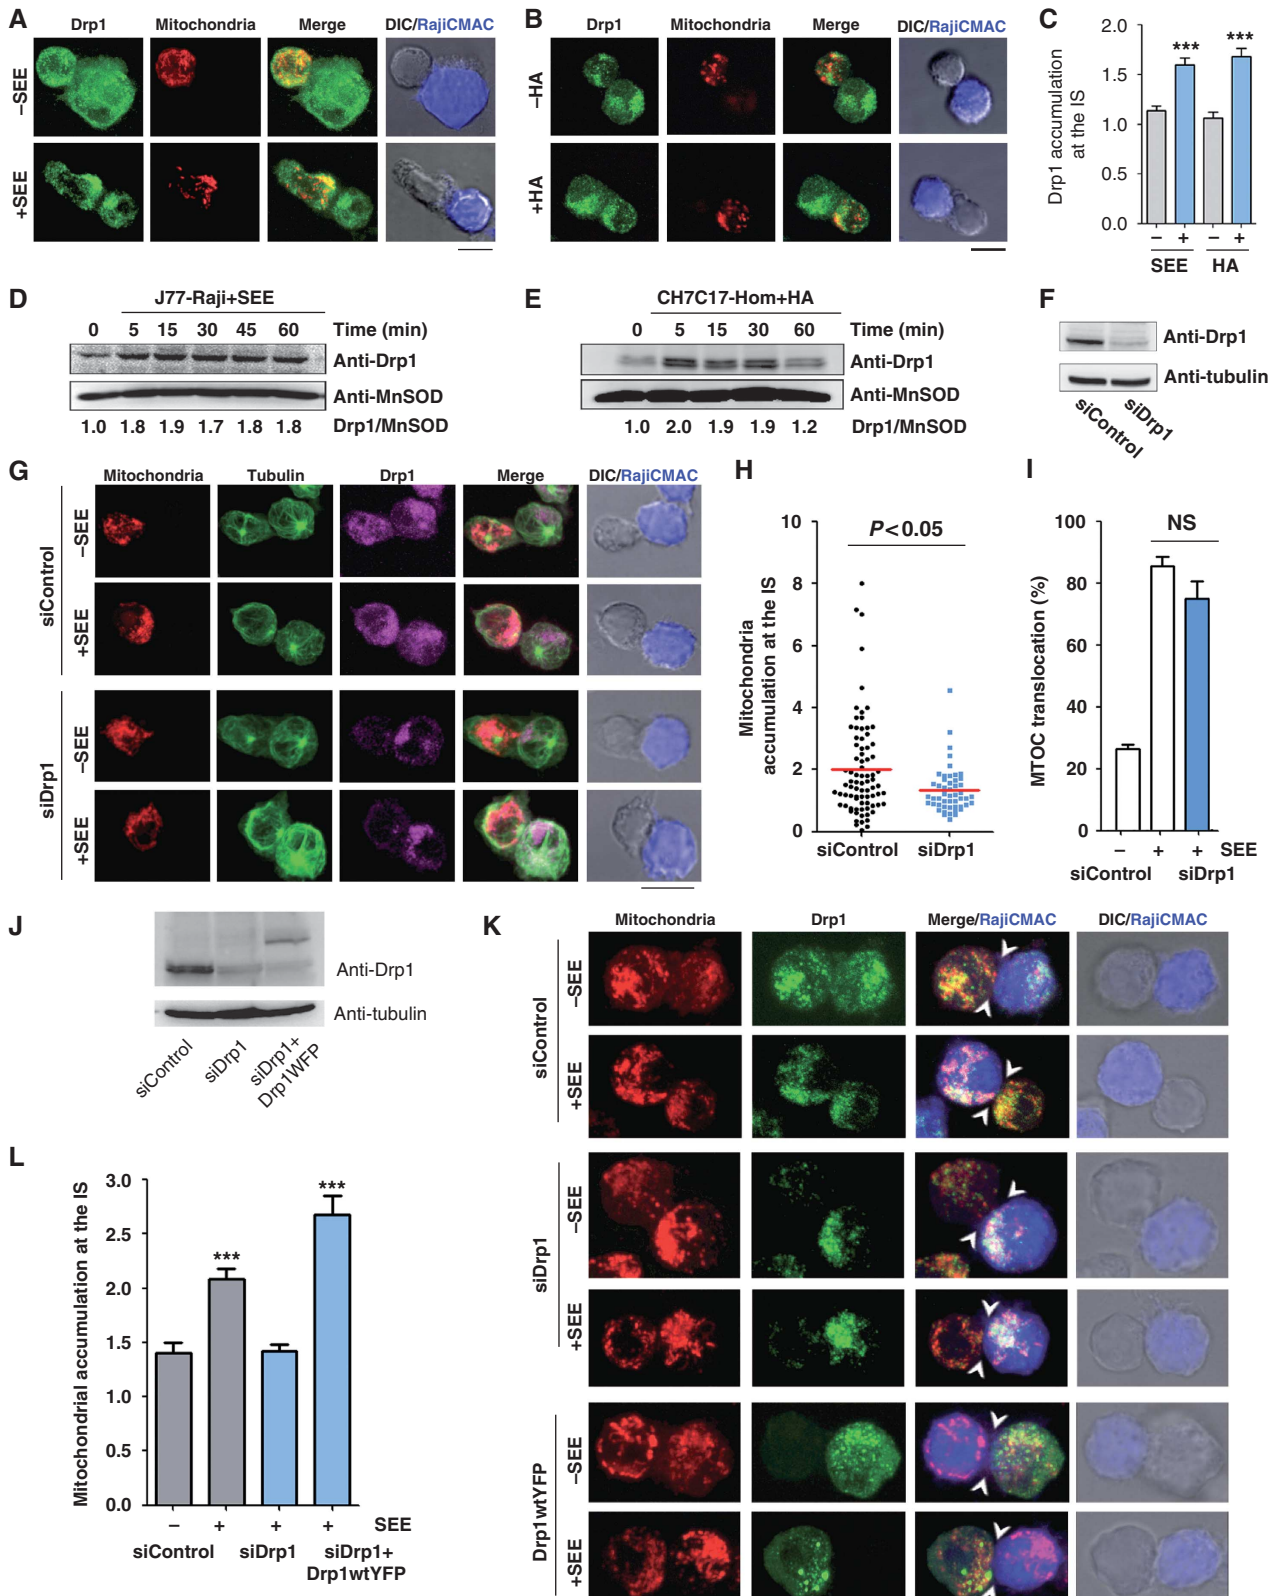 A
Drp1 Mitochondria Merge DIC/RajiCMAC
–SEE
+SEE
B
Drp1 Mitochondria Merge DIC/RajiCMAC
–HA
+HA
C
Drp1 accumulation
at the IS
2.0
1.5
1.0
0.5
0.0
*** ***
– + – +
SEE HA
D
J77-Raji+SEE
0 5 15 30 45 60 Time (min)
Anti-Drp1
Anti-MnSOD
1.0 1.8 1.9 1.7 1.8 1.8 Drp1/MnSOD
E
CH7C17-Hom+HA
0 5 15 30 60 Time (min)
Anti-Drp1
Anti-MnSOD
1.0 2.0 1.9 1.9 1.2 Drp1/MnSOD
F
Anti-Drp1
Anti-tubulin
siControl
siDrp1
G
Mitochondria Tubulin Drp1 Merge DIC/RajiCMAC
siControl
–SEE
+SEE
siDrp1
–SEE
+SEE
H
Mitochondria
accumulation at the IS
10
8
6
4
2
0
P<0.05
siControl siDrp1
I
MTOC translocation (%)
100
80
60
40
20
0
NS
– + + SEE
siControl siDrp1
J
Anti-Drp1
Anti-tubulin
siControl
siDrp1
siDrp1+
Drp1WFP
K
Mitochondria Drp1 Merge/RajiCMAC DIC/RajiCMAC
siControl
–SEE
+SEE
siDrp1
–SEE
+SEE
Drp1wtYFP
–SEE
+SEE
L
Mitochondrial accumulation at the IS
3.0
2.5
2.0
1.5
1.0
0.5
0.0
***
***
– + + + SEE
siControl siDrp1 siDrp1+
Drp1wtYFP